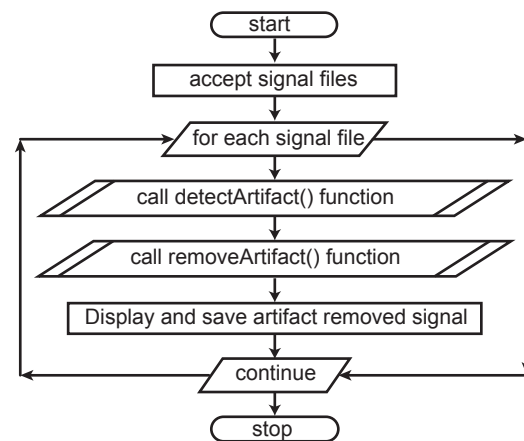 start
accept signal files
for each signal file
call detectArtifact() function
call removeArtifact() function
Display and save artifact removed signal
continue
stop